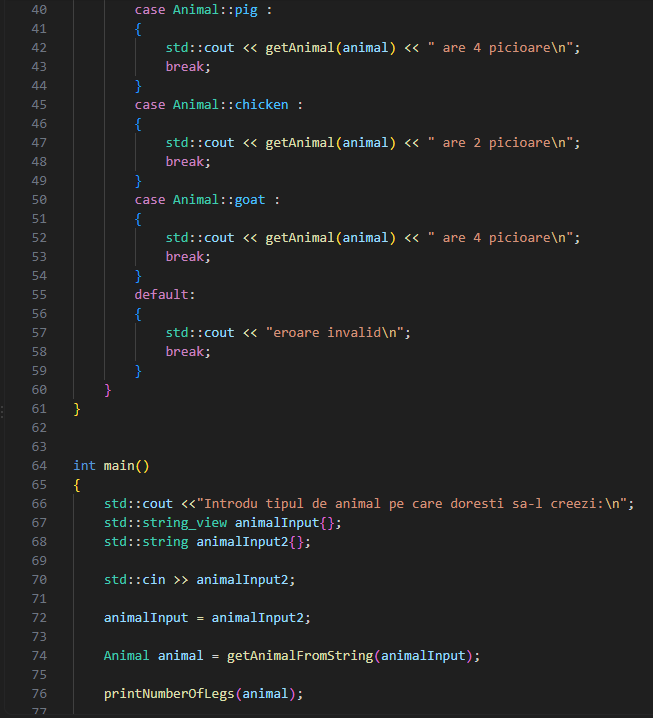 40 case Animal::pig :
41 {
42 std::cout << getAnimal(animal) << " are 4 picioare\n";
43 break;
44 }
45 case Animal::chicken :
46 {
47 std::cout << getAnimal(animal) << " are 2 picioare\n";
48 break;
49 }
50 case Animal::goat :
51 {
52 std::cout << getAnimal(animal) << " are 4 picioare\n";
53 break;
54 }
55 default:
56 {
57 std::cout << "eroare invalid\n";
58 break;
59 }
60 }
61 }
62
63
64 int main()
65 {
66 std::cout <<"Introdu tipul de animal pe care doresti sa-l creezi:\n";
67 std::string_view animalInput{};
68 std::string animalInput2{};
69
70 std::cin >> animalInput2;
71
72 animalInput = animalInput2;
73
74 Animal animal = getAnimalFromString(animalInput);
75
76 printNumberOfLegs(animal);
77